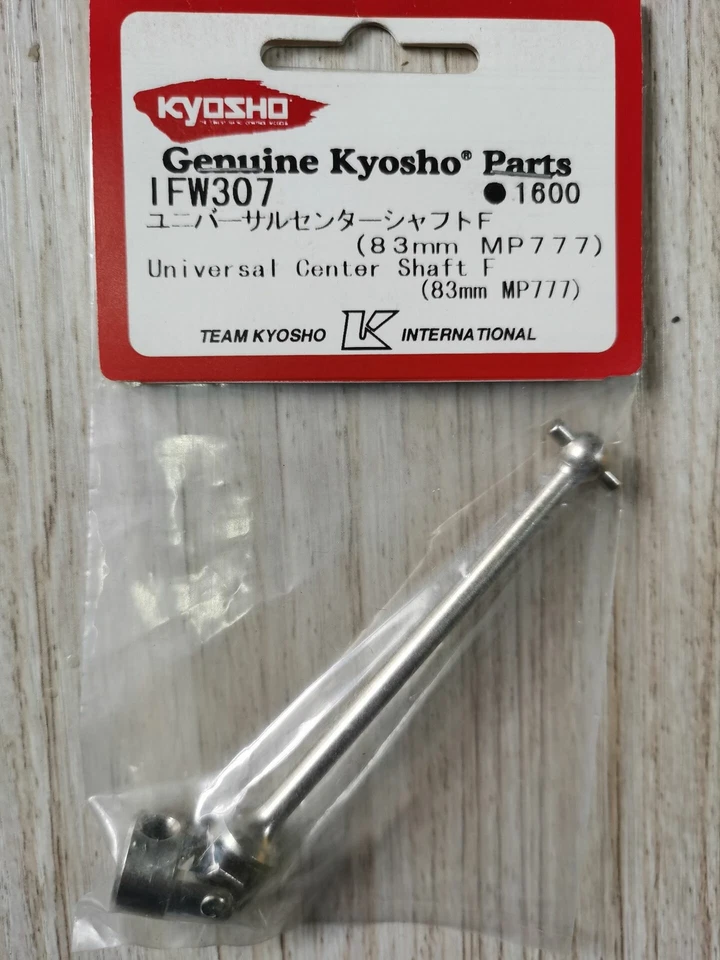 KYOSHO
Genuine Kyosho® Parts
IFW307 ●1600
ユニバーサルセンターシャフトF
(83mm MP777)
Universal Center Shaft F
(83mm MP777)
TEAM KYOSHO K INTERNATIONAL